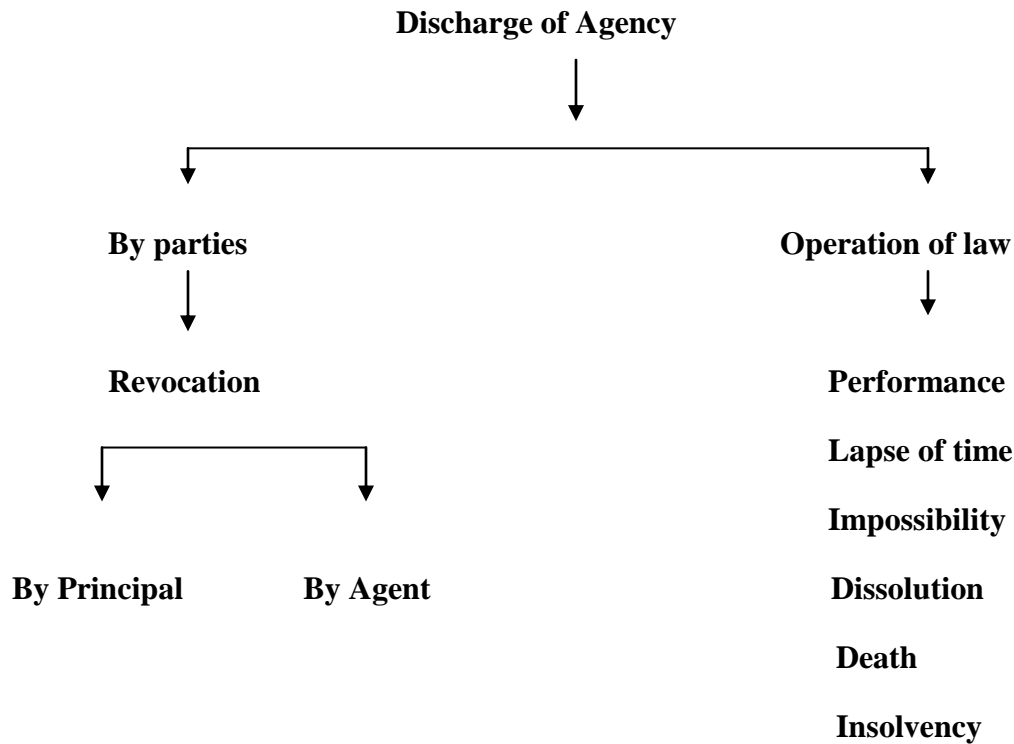 Discharge of Agency
By parties
Operation of law
Revocation
Performance
Lapse of time
Impossibility
By Principal
By Agent
Dissolution
Death
Insolvency